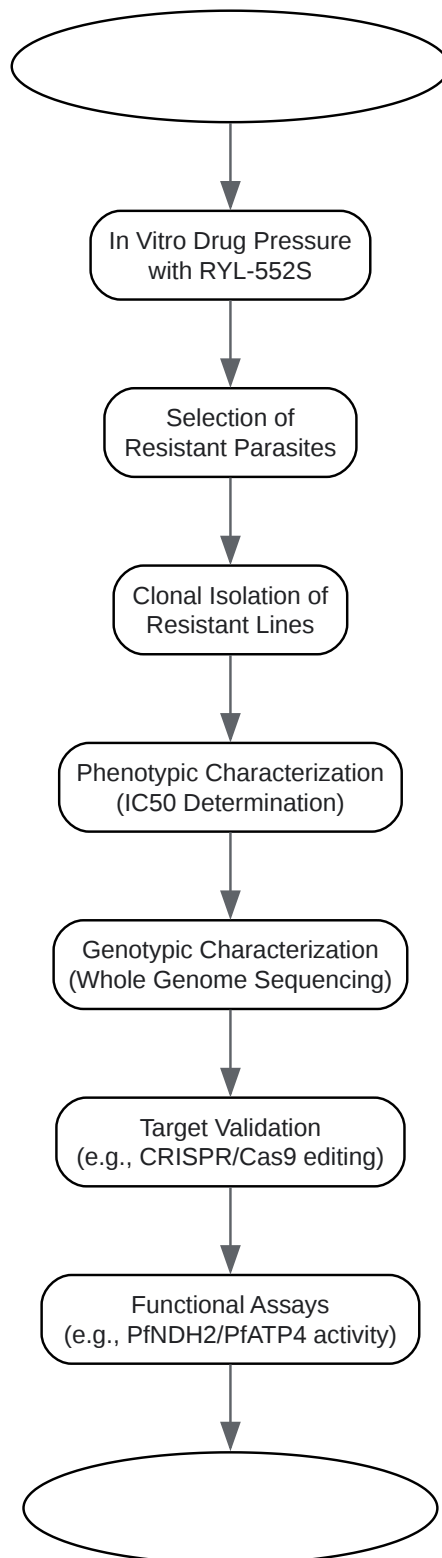 In Vitro Drug Pressure
with RYL-552S
Selection of
Resistant Parasites
Clonal Isolation of
Resistant Lines
Phenotypic Characterization
(IC50 Determination)
Genotypic Characterization
(Whole Genome Sequencing)
Target Validation
(e.g., CRISPR/Cas9 editing)
Functional Assays
(e.g., PfNDH2/PfATP4 activity)